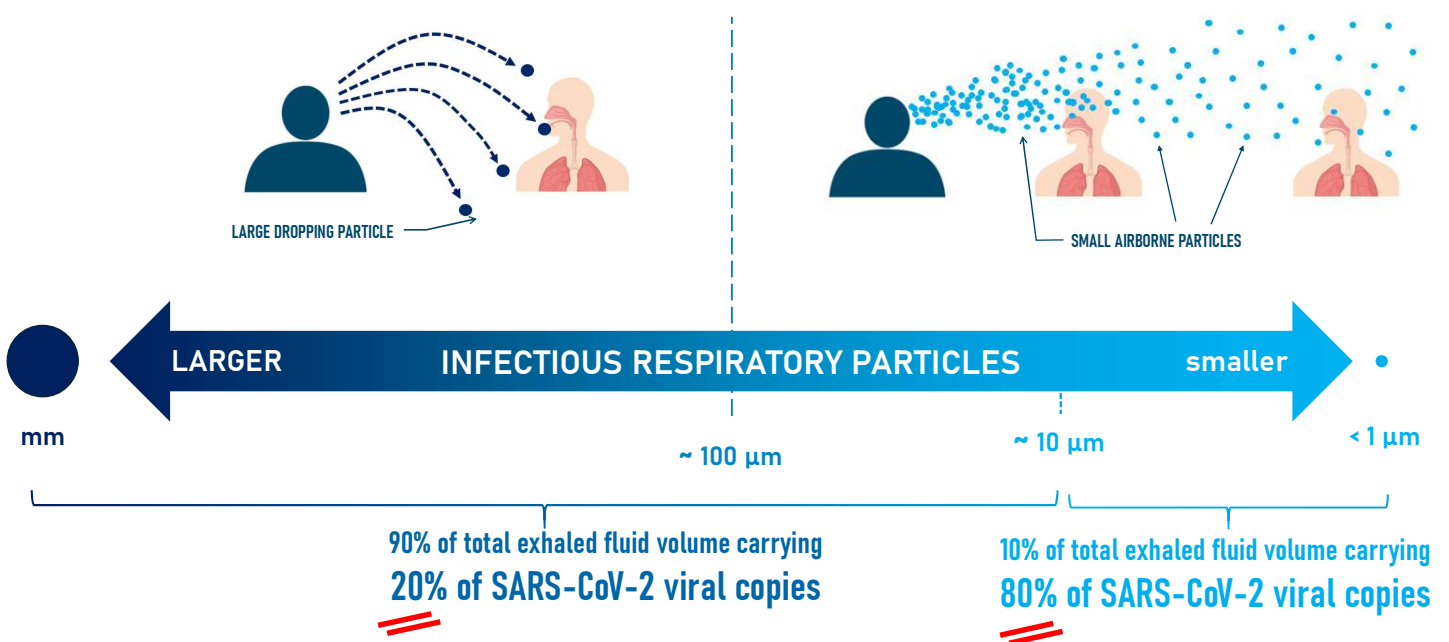 LARGE DROPPING PARTICLE
SMALL AIRBORNE PARTICLES
LARGER
INFECTIOUS RESPIRATORY PARTICLES
smaller
mm
~ 100 µm
~ 10 µm
< 1 µm
90% of total exhaled fluid volume carrying
20% of SARS-CoV-2 viral copies
10% of total exhaled fluid volume carrying
80% of SARS-CoV-2 viral copies